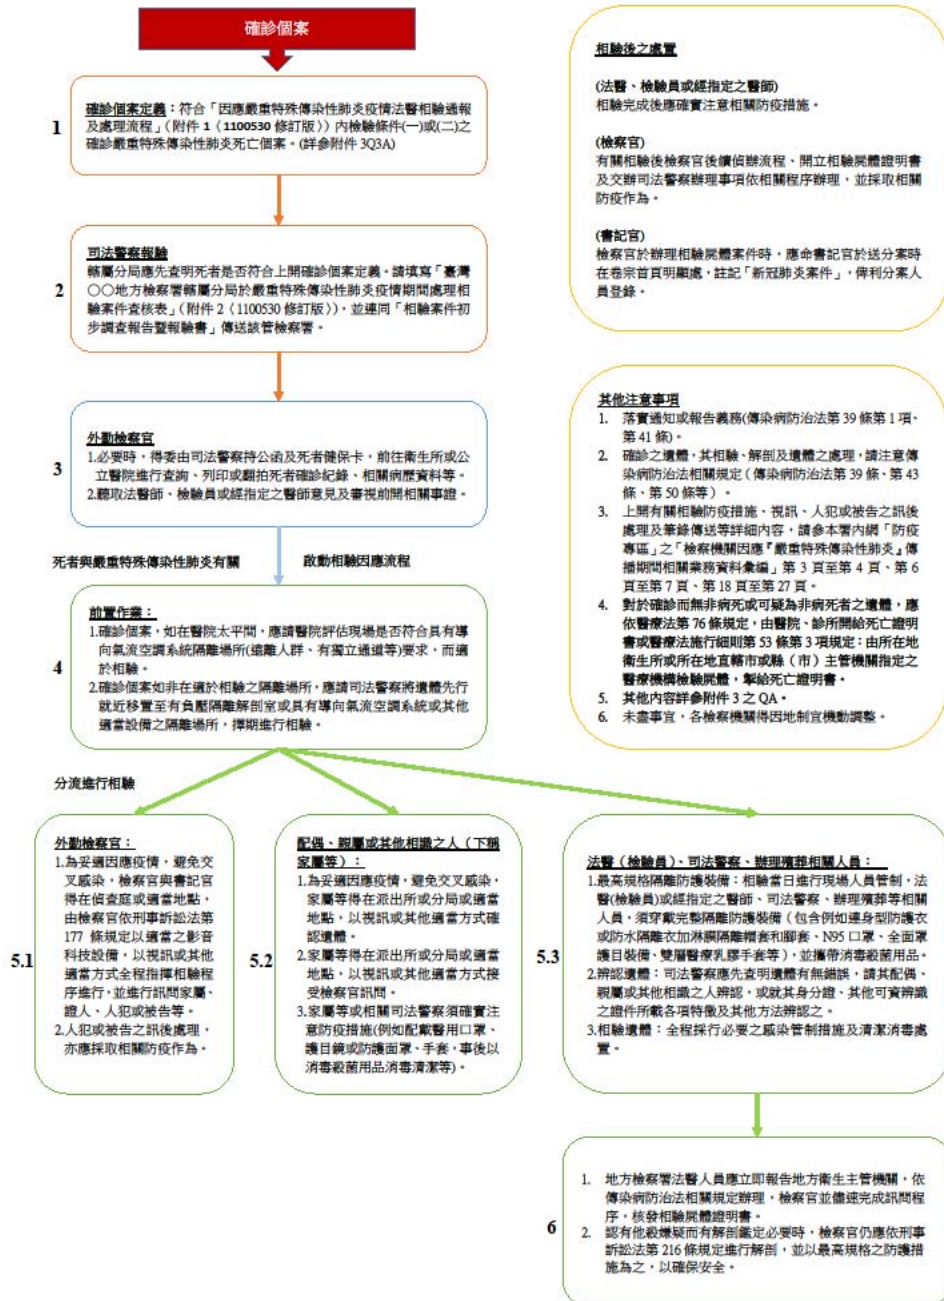 確診個案
1
確診個案定義：符合「因應嚴重特殊傳染性肺炎疫情法醫相驗通報
及處理流程」（附件 1（1100530 修訂版））內檢驗條件(一)或(二)之
確診嚴重特殊傳染性肺炎死亡個案。(詳參附件 3Q3A)
2
司法警察報驗
轄屬分局應先查明死者是否符合上開確診個案定義。請填寫「臺灣
○○地方檢察署轄屬分局於嚴重特殊傳染性肺炎疫情期間處理相
驗案件查核表」（附件 2（1100530 修訂版）），並連同「相驗案件初
步調查報告暨報驗書」傳送該管檢察署。
3
外勤檢察官
1.必要時，得委由司法警察持公函及死者健保卡，前往衛生所或公
立醫院進行查詢、列印或翻拍死者確診紀錄、相關病歷資料等。
2.聽取法醫師、檢驗員或經指定之醫師意見及審視前開相關事證。
死者與嚴重特殊傳染性肺炎有關
啟動相驗因應流程
4
前置作業：
1.確診個案，如在醫院太平間，應請醫院評估現場是否符合具有導
向氣流空調系統隔離場所(遠離人群、有獨立通道等)要求，而適
於相驗。
2.確診個案如非在適於相驗之隔離場所，應請司法警察將遺體先行
就近移置至有負壓隔離解剖室或具有導向氣流空調系統或其他
適當設備之隔離場所，擇期進行相驗。
分流進行相驗
5.1
外勤檢察官：
1.為妥適因應疫情，避免交
叉感染，檢察官與書記官
得在偵查庭或適當地點，
由檢察官依刑事訴訟法第
177 條規定以適當之影音
科技設備，以視訊或其他
適當方式全程指揮相驗程
序進行，並進行訊問家屬、
證人、人犯或被告等。
2.人犯或被告之訊後處理，
亦應採取相關防疫作為。
5.2
配偶、親屬或其他相識之人（下稱
家屬等）：
1.為妥適因應疫情，避免交叉感染，
家屬等得在派出所或分局或適當
地點，以視訊或其他適當方式確
認遺體。
2.家屬等得在派出所或分局或適當
地點，以視訊或其他適當方式接
受檢察官訊問。
3.家屬等或相關司法警察須確實注
意防疫措施(例如配戴醫用口罩、
護目鏡或防護面罩、手套，事後以
消毒殺菌用品消毒清潔等)。
5.3
法醫（檢驗員）、司法警察、辦理殯葬相關人員：
1.最高規格隔離防護裝備：相驗當日進行現場人員管制，法
醫(檢驗員)或經指定之醫師、司法警察、辦理殯葬等相關
人員，須穿戴完整隔離防護裝備（包含例如連身型防護衣
或防水隔離衣加淋膜隔離帽套和腳套、N95 口罩、全面罩
護目裝備、雙層醫療乳膠手套等），並攜帶消毒殺菌用品。
2.辨認遺體：司法警察應先查明遺體有無錯誤，請其配偶、
親屬或其他相識之人辨認，或就其身分證、其他可資辨識
之證件所載各項特徵及其他方法辨認之。
3.相驗遺體：全程採行必要之感染管制措施及清潔消毒處
置。
6
1. 地方檢察署法醫人員應立即報告地方衛生主管機關，依
傳染病防治法相關規定辦理，檢察官並儘速完成訊問程
序，核發相驗屍體證明書。
2. 認有他殺嫌疑而有解剖鑑定必要時，檢察官仍應依刑事
訴訟法第 216 條規定進行解剖，並以最高規格之防護措
施為之，以確保安全。
相驗後之處置
(法醫、檢驗員或經指定之醫師)
相驗完成後應確實注意相關防疫措施。
(檢察官)
有關相驗後檢察官後續偵辦流程、開立相驗屍體證明書
及交辦司法警察辦理事項依相關程序辦理，並採取相關
防疫作為。
(書記官)
檢察官於辦理相驗屍體案件時，應命書記官於送分案時
在卷宗首頁明顯處，註記「新冠肺炎案件」，俾利分案人
員登錄。
其他注意事項
1. 落實通知或報告義務(傳染病防治法第 39 條第 1 項、
第 41 條)。
2. 確診之遺體，其相驗、解剖及遺體之處理，請注意傳
染病防治法相關規定（傳染病防治法第 39 條、第 43
條、第 50 條等）。
3. 上開有關相驗防疫措施、視訊、人犯或被告之訊後
處理及筆錄傳送等詳細內容，請參本署內網「防疫
專區」之「檢察機關因應『嚴重特殊傳染性肺炎』傳
播期間相關業務資料彙編」第 3 頁至第 4 頁、第 6
頁至第 7 頁、第 18 頁至第 27 頁。
4. 對於確診而無非病死或可疑為非病死者之遺體，應
依醫療法第 76 條規定，由醫院、診所開給死亡證明
書或醫療法施行細則第 53 條第 3 項規定：由所在地
衛生所或所在地直轄市或縣（市）主管機關指定之
醫療機構檢驗屍體，掣給死亡證明書。
5. 其他內容詳參附件 3 之 QA。
6. 未盡事宜，各檢察機關得因地制宜機動調整。